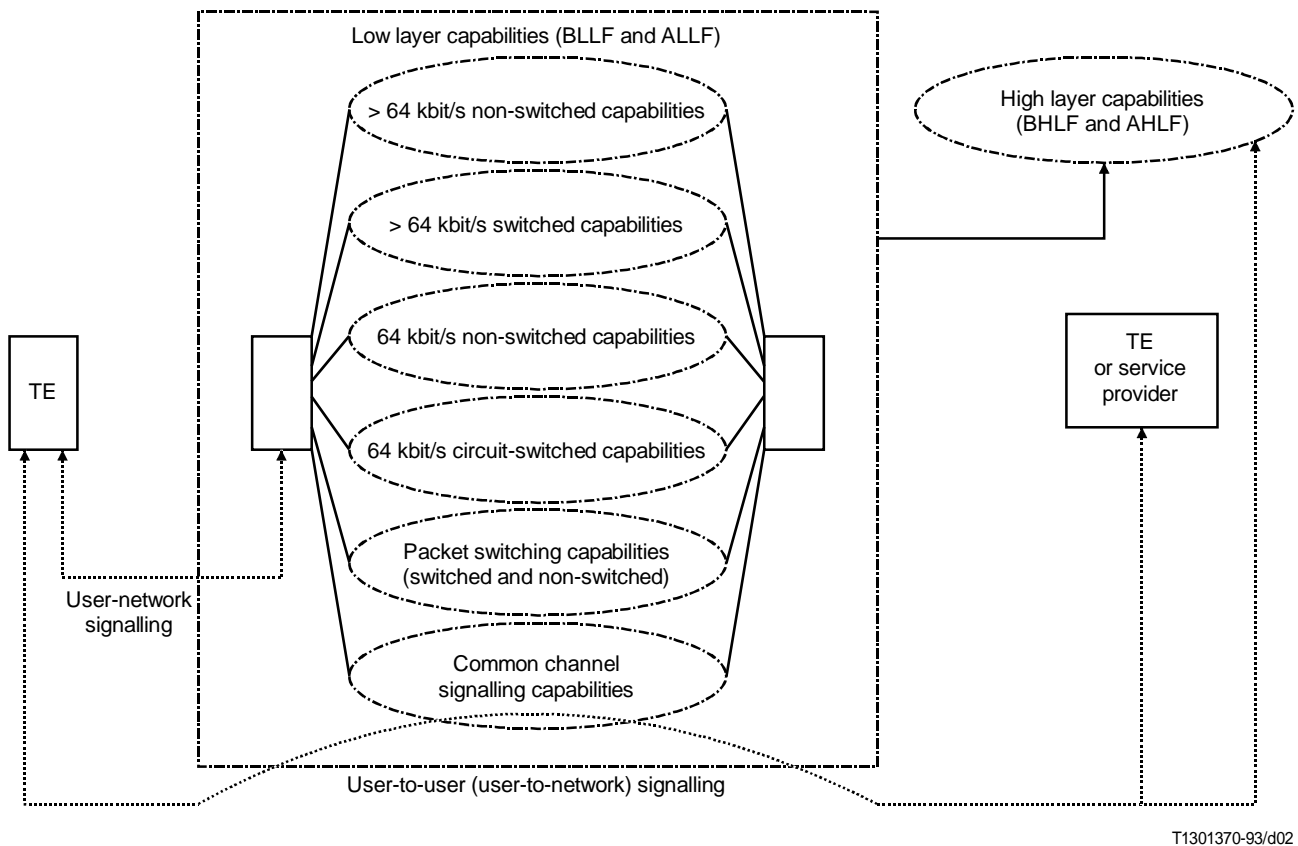 Low layer capabilities (BLLF and ALLF)
> 64 kbit/s non-switched capabilities
High layer capabilities
(BHLF and AHLF)
> 64 kbit/s switched capabilities
64 kbit/s non-switched capabilities
TE
TE
or service
provider
64 kbit/s circuit-switched capabilities
Packet switching capabilities
(switched and non-switched)
User-network
signalling
Common channel
signalling capabilities
User-to-user (user-to-network) signalling
T1301370-93/d02